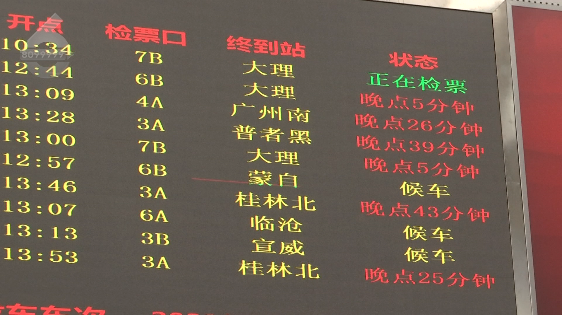 开点 检票口 终到站 状态
10:34 7B 大理 正在检票
12:44 6B 大理 晚点5分钟
13:09 4A 广州南 晚点26分钟
13:28 3A 普者黑 晚点39分钟
13:00 7B 大理 晚点5分钟
12:57 6B 蒙自 候车
13:46 3A 桂林北 晚点43分钟
13:07 6A 临沧 候车
13:13 3B 宣威 候车
13:53 3A 桂林北 晚点25分钟